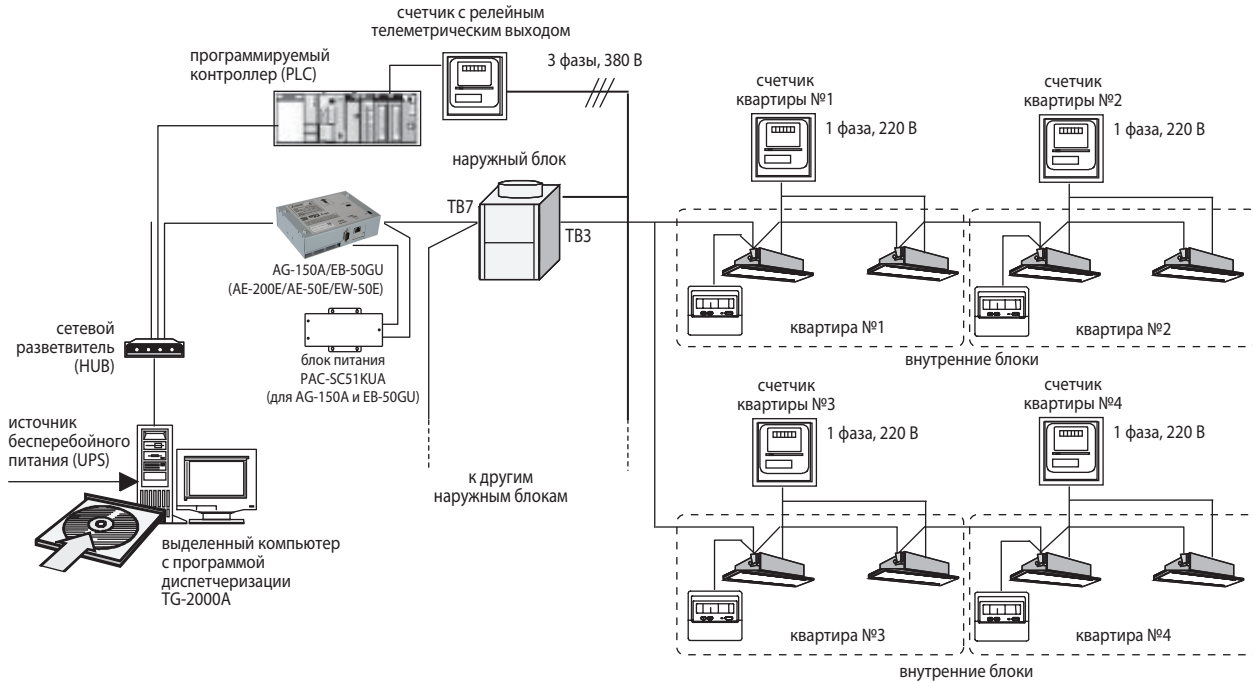 счетчик с релейным
телеметрическим выходом
программируемый
контроллер (PLC)
3 фазы, 380 В
счетчик
квартиры №1
1 фаза, 220 В
счетчик
квартиры №2
1 фаза, 220 В
наружный блок
TB7
TB3
AG-150A/EB-50GU
(AE-200E/AE-50E/EW-50E)
сетевой
разветвитель
(HUB)
блок питания
PAC-SC51KUA
(для AG-150A и EB-50GU)
квартира №1
квартира №2
внутренние блоки
источник
бесперебойного
питания (UPS)
к другим
наружным блокам
выделенный компьютер
с программой
диспетчеризации
TG-2000A
счетчик
квартиры №3
1 фаза, 220 В
счетчик
квартиры №4
1 фаза, 220 В
квартира №3
квартира №4
внутренние блоки